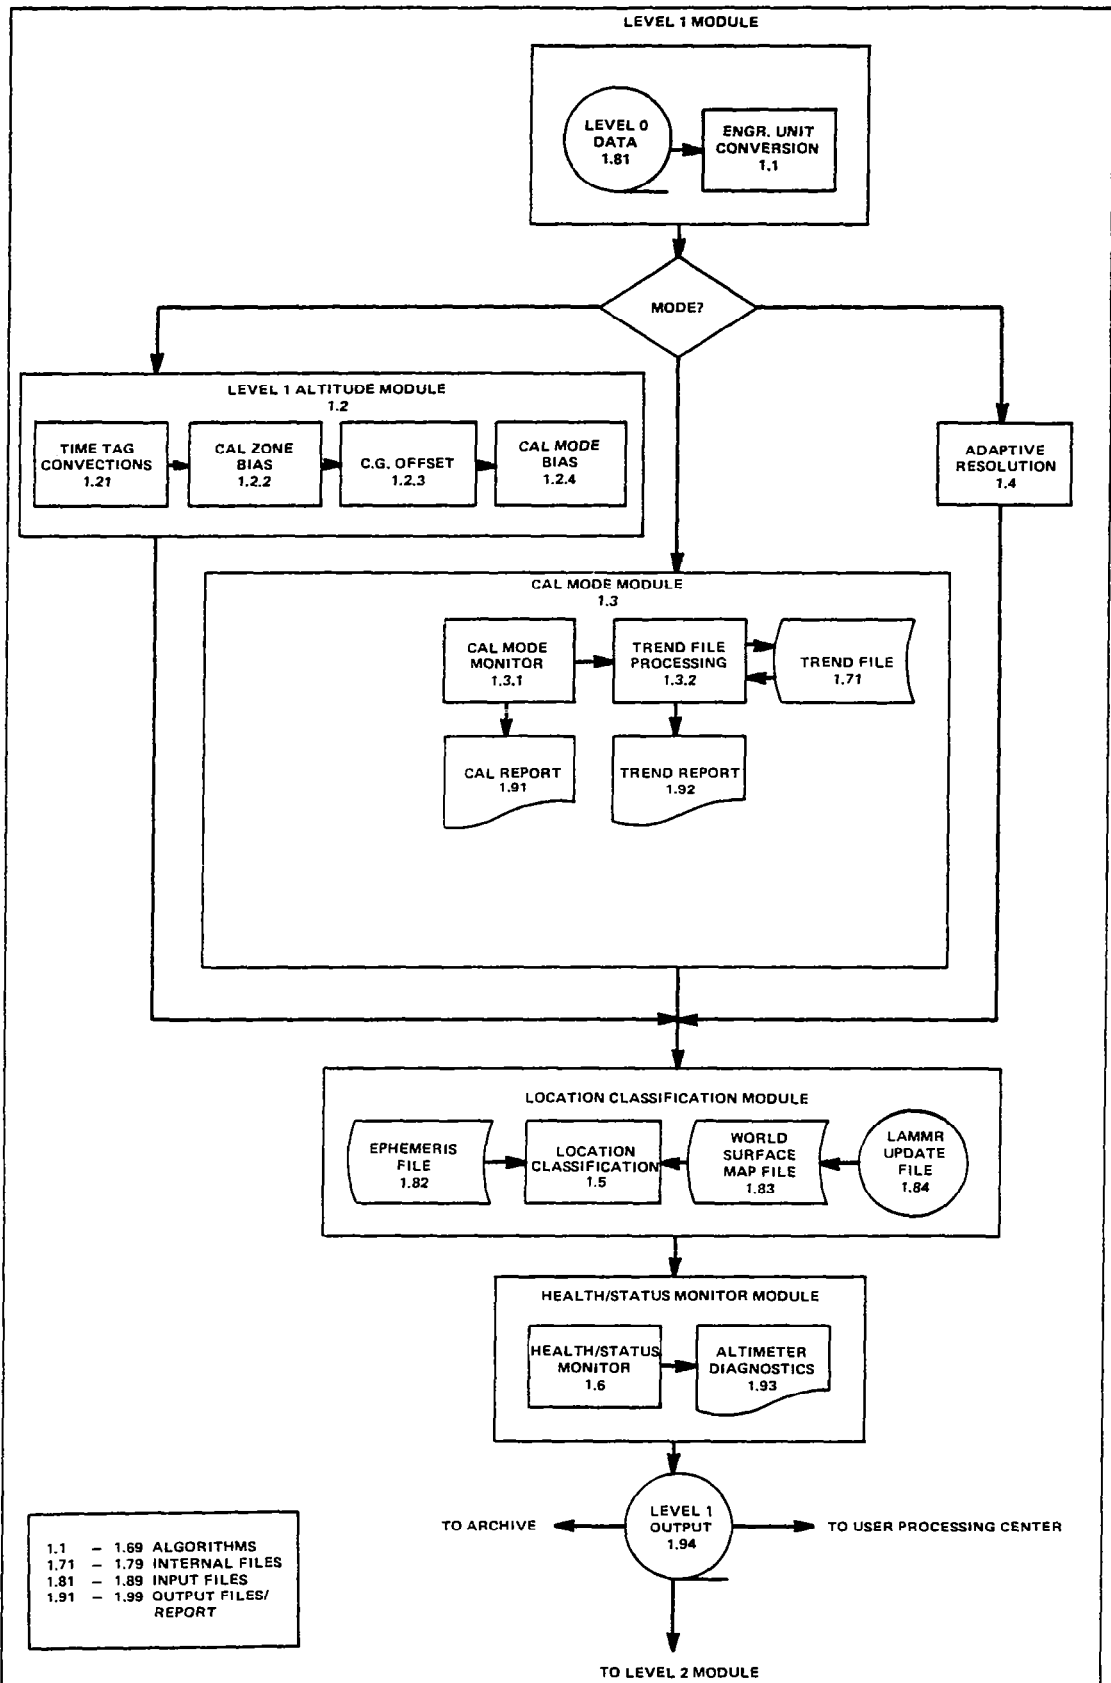 LEVEL 1 MODULE
LEVEL 0
DATA
1.81
ENGR. UNIT
CONVERSION
1.1
MODE?
LEVEL 1 ALTITUDE MODULE
1.2
TIME TAG
CONVECTIONS
1.21
CAL ZONE
BIAS
1.2.2
C.G. OFFSET
1.2.3
CAL MODE
BIAS
1.2.4
ADAPTIVE
RESOLUTION
1.4
CAL MODE MODULE
1.3
CAL MODE
MONITOR
1.3.1
TREND FILE
PROCESSING
1.3.2
TREND FILE
1.71
CAL REPORT
1.91
TREND REPORT
1.92
LOCATION CLASSIFICATION MODULE
EPHEMERIS
FILE
1.82
LOCATION
CLASSIFICATION
1.5
WORLD
SURFACE
MAP FILE
1.83
LAMMR
UPDATE
FILE
1.84
HEALTH/STATUS MONITOR MODULE
HEALTH/STATUS
MONITOR
1.6
ALTIMETER
DIAGNOSTICS
1.93
TO ARCHIVE
LEVEL 1
OUTPUT
1.94
TO USER PROCESSING CENTER
1.1 – 1.69 ALGORITHMS
1.71 – 1.79 INTERNAL FILES
1.81 – 1.89 INPUT FILES
1.91 – 1.99 OUTPUT FILES/
REPORT
TO LEVEL 2 MODULE